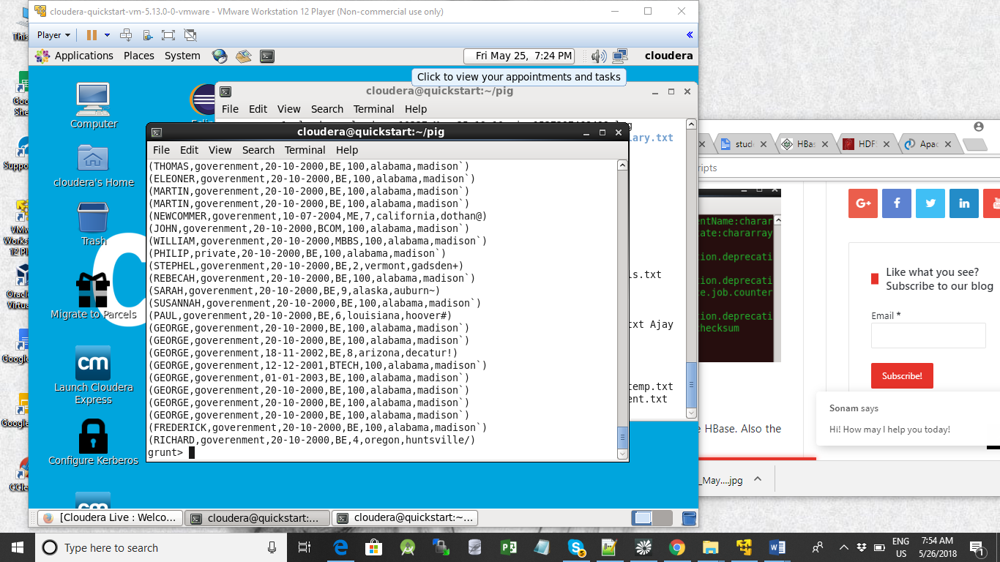 cloudera-quickstart-vm-5.13.0-0-vmware - VMware Workstation 12 Player (Non-commercial use only)
Player
Applications Places System
Fri May 25, 7:24 PM
cloudera
Click to view your appointments and tasks
Computer
cloudera's Home
Trash
Migrate to Parcels
cm
Launch Cloudera
Express
Configure Kerberos
cloudera@quickstart:~/pig
File Edit View Search Terminal Help
lary.txt
ls.txt
txt Ajay
temp.txt
ent.txt
cloudera@quickstart:~/pig
File Edit View Search Terminal Help
(THOMAS,goverenment,20-10-2000,BE,100,alabama,madison`)
(ELEONER,goverenment,20-10-2000,BE,100,alabama,madison`)
(MARTIN,goverenment,20-10-2000,BE,100,alabama,madison`)
(MARTIN,goverenment,20-10-2000,BE,100,alabama,madison`)
(NEWCOMMER,goverenment,10-07-2004,ME,7,california,dothan@)
(JOHN,goverenment,20-10-2000,BCOM,100,alabama,madison`)
(WILLIAM,goverenment,20-10-2000,MBBS,100,alabama,madison`)
(PHILIP,private,20-10-2000,BE,100,alabama,madison`)
(STEPHEL,goverenment,20-10-2000,BE,2,vermont,gadsden+)
(REBECAH,goverenment,20-10-2000,BE,100,alabama,madison`)
(SARAH,goverenment,20-10-2000,BE,9,alaska,auburn~)
(SUSANNAH,goverenment,20-10-2000,BE,100,alabama,madison`)
(PAUL,goverenment,20-10-2000,BE,6,louisiana,hoover#)
(GEORGE,goverenment,20-10-2000,BE,100,alabama,madison`)
(GEORGE,goverenment,20-10-2000,BE,100,alabama,madison`)
(GEORGE,goverenment,18-11-2002,BE,8,arizona,decatur!)
(GEORGE,goverenment,12-12-2001,BTECH,100,alabama,madison`)
(GEORGE,goverenment,01-01-2003,BE,100,alabama,madison`)
(GEORGE,goverenment,20-10-2000,BE,100,alabama,madison`)
(GEORGE,goverenment,20-10-2000,BE,100,alabama,madison`)
(GEORGE,goverenment,20-10-2000,BE,100,alabama,madison`)
(FREDERICK,goverenment,20-10-2000,BE,100,alabama,madison`)
(RICHARD,goverenment,20-10-2000,BE,4,oregon,huntsville/)
grunt>
[Cloudera Live : Welco...
cloudera@quickstart:...
cloudera@quickstart:~...
stud
HBas
HDFS
Apac
ripts
entName:charar
tate:chararray
tion.deprecati
tion.deprecati
ce.job.counter
tion.deprecati
checksum
e HBase. Also the
Like what you see?
Subscribe to our blog
Email *
Subscribe!
Sonam says
Hi! How may I help you today!
_May....jpg
Type here to search
5
ENG
US
7:54 AM
5/26/2018
1